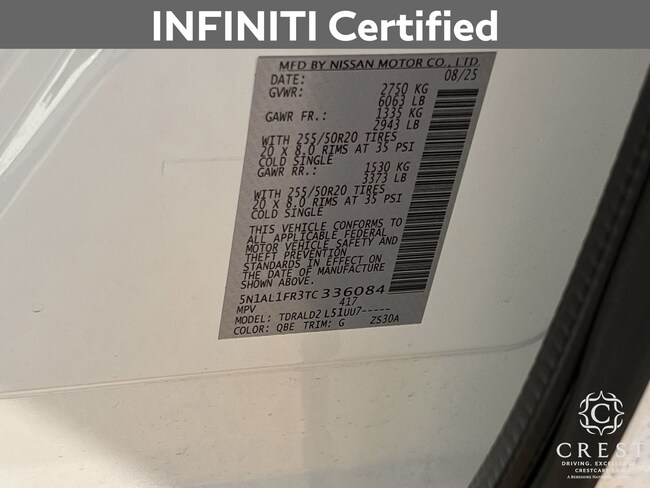 INFINITI Certified
MFD BY NISSAN MOTOR CO., LTD.
DATE: 08/25
GVWR: 2750 KG
6063 LB
GAWR FR.: 1335 KG
2943 LB
WITH 255/50R20 TIRES
20 X 8.0 RIMS AT 35 PSI
COLD SINGLE
GAWR RR.: 1530 KG
3373 LB
WITH 255/50R20 TIRES
20 X 8.0 RIMS AT 35 PSI
COLD SINGLE
THIS VEHICLE CONFORMS TO
ALL APPLICABLE FEDERAL
MOTOR VEHICLE SAFETY AND
THEFT PREVENTION
STANDARDS IN EFFECT ON
THE DATE OF MANUFACTURE
SHOWN ABOVE.
5N1AL1FR3TC336084
MPV 417
MODEL: TDRALD2 L51UU7-----
COLOR: QBE TRIM: G ZS30A
C
CREST
DRIVING. EXCELLENCE